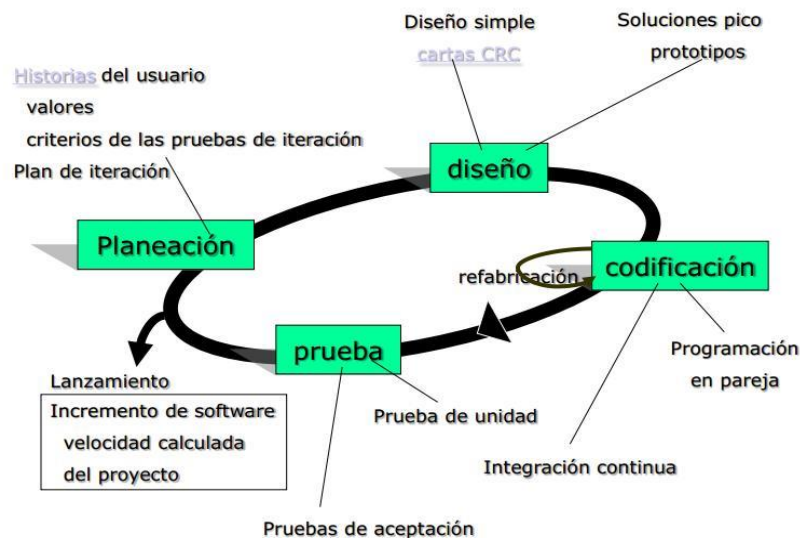 Diseño simple
cartas CRC
Soluciones pico
prototipos
Historias del usuario
valores
criterios de las pruebas de iteración
Plan de iteración
diseño
Planeación
codificación
refabricación
prueba
Programación
en pareja
Lanzamiento
Incremento de software
velocidad calculada
del proyecto
Prueba de unidad
Integración continua
Pruebas de aceptación